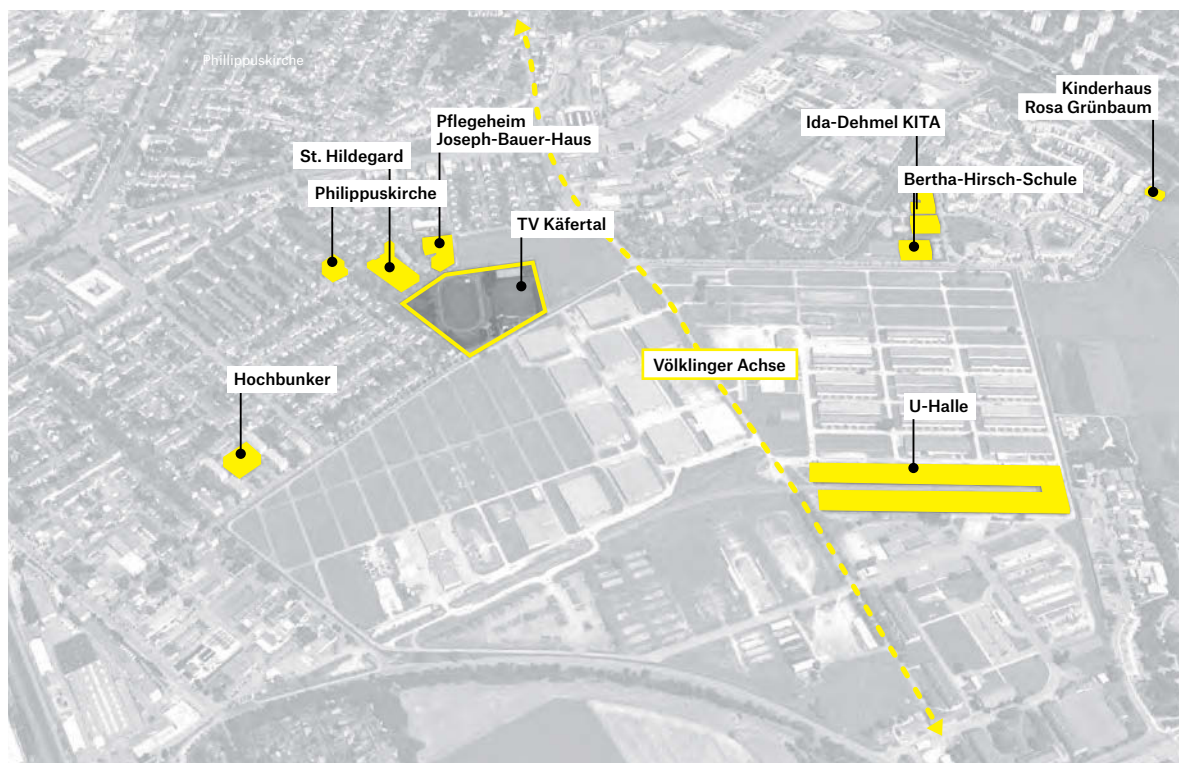 Phillippuskirche
Kinderhaus
Rosa Grünbaum
Pflegeheim
Joseph-Bauer-Haus
Ida-Dehmel KITA
St. Hildegard
Bertha-Hirsch-Schule
Philippuskirche
TV Käfertal
Völklinger Achse
Hochbunker
U-Halle